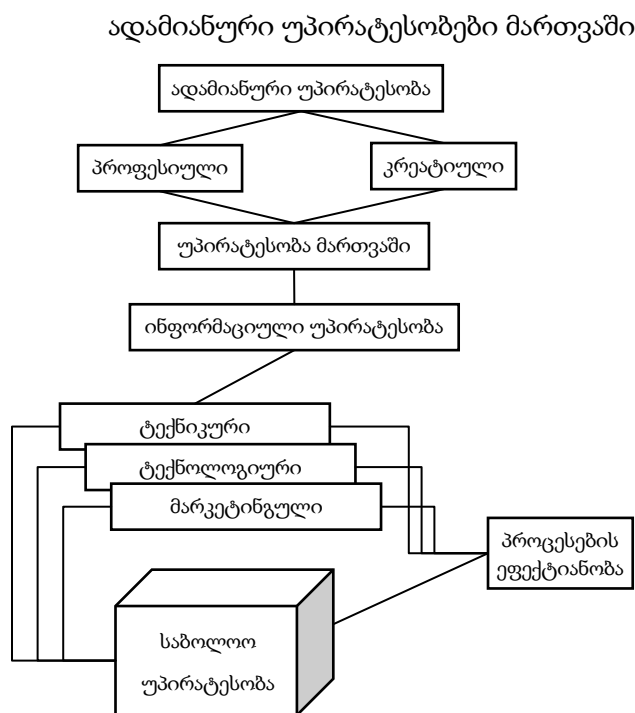 ადამიანური უპირატესობები მართვაში
ადამიანური უპირატესობა
პროფესიული
კრეატიული
უპირატესობა მართვაში
ინფორმაციული უპირატესობა
ტექნიკური
ტექნოლოგიური
მარკეტინგული
პროცესების
ეფექტიანობა
საბოლოო
უპირატესობა